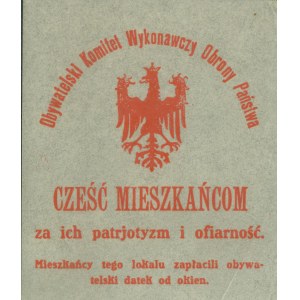 Obywatelski Komitet Wykonawczy Obrony Państwa
CZEŚĆ MIESZKAŃCOM
za ich patrjotyzm i ofiarność.
Mieszkańcy tego lokalu zapłacili obywa-
telski datek od okien.